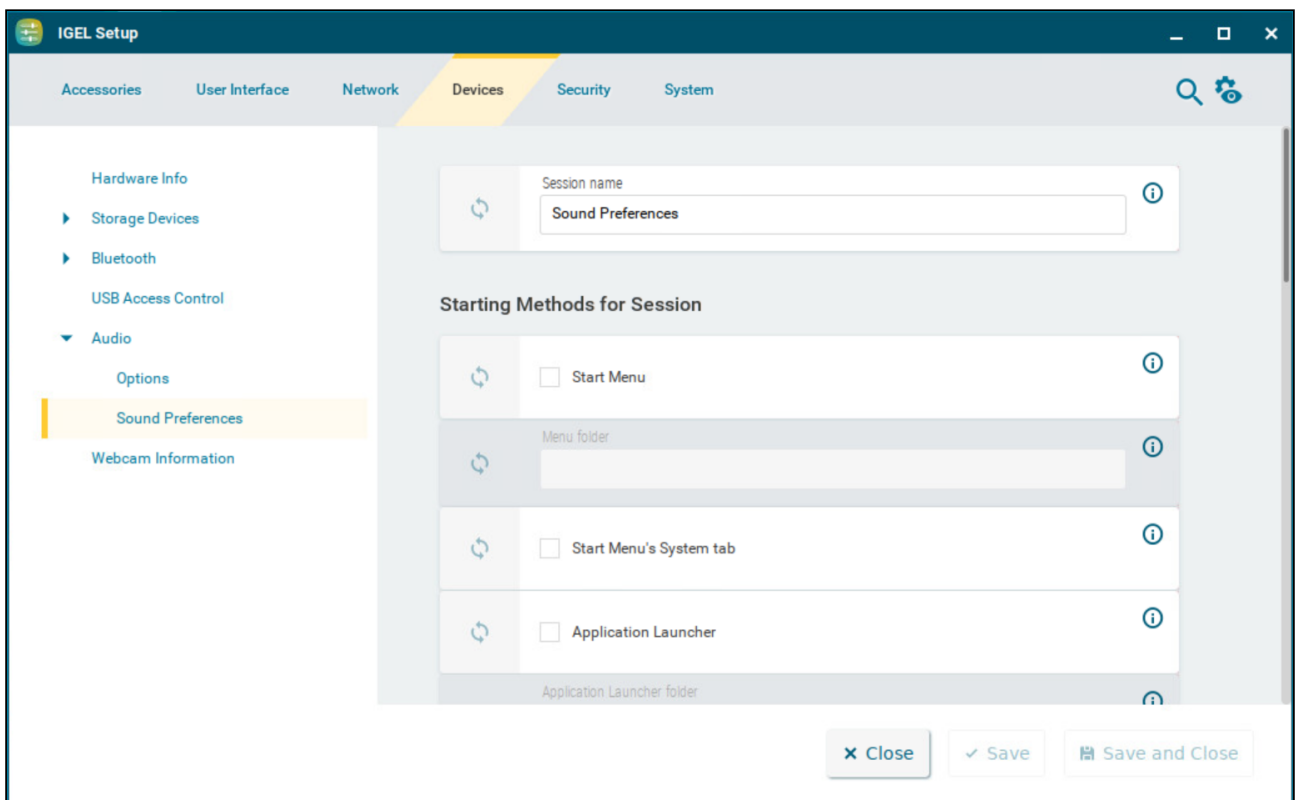 IGEL Setup
Accessories
User Interface
Network
Devices
Security
System
Hardware Info
Storage Devices
Bluetooth
USB Access Control
Audio
Options
Sound Preferences
Webcam Information
Session name
Sound Preferences
Starting Methods for Session
Start Menu
Menu folder
Start Menu's System tab
Application Launcher
Application Launcher folder
Close
Save
Save and Close